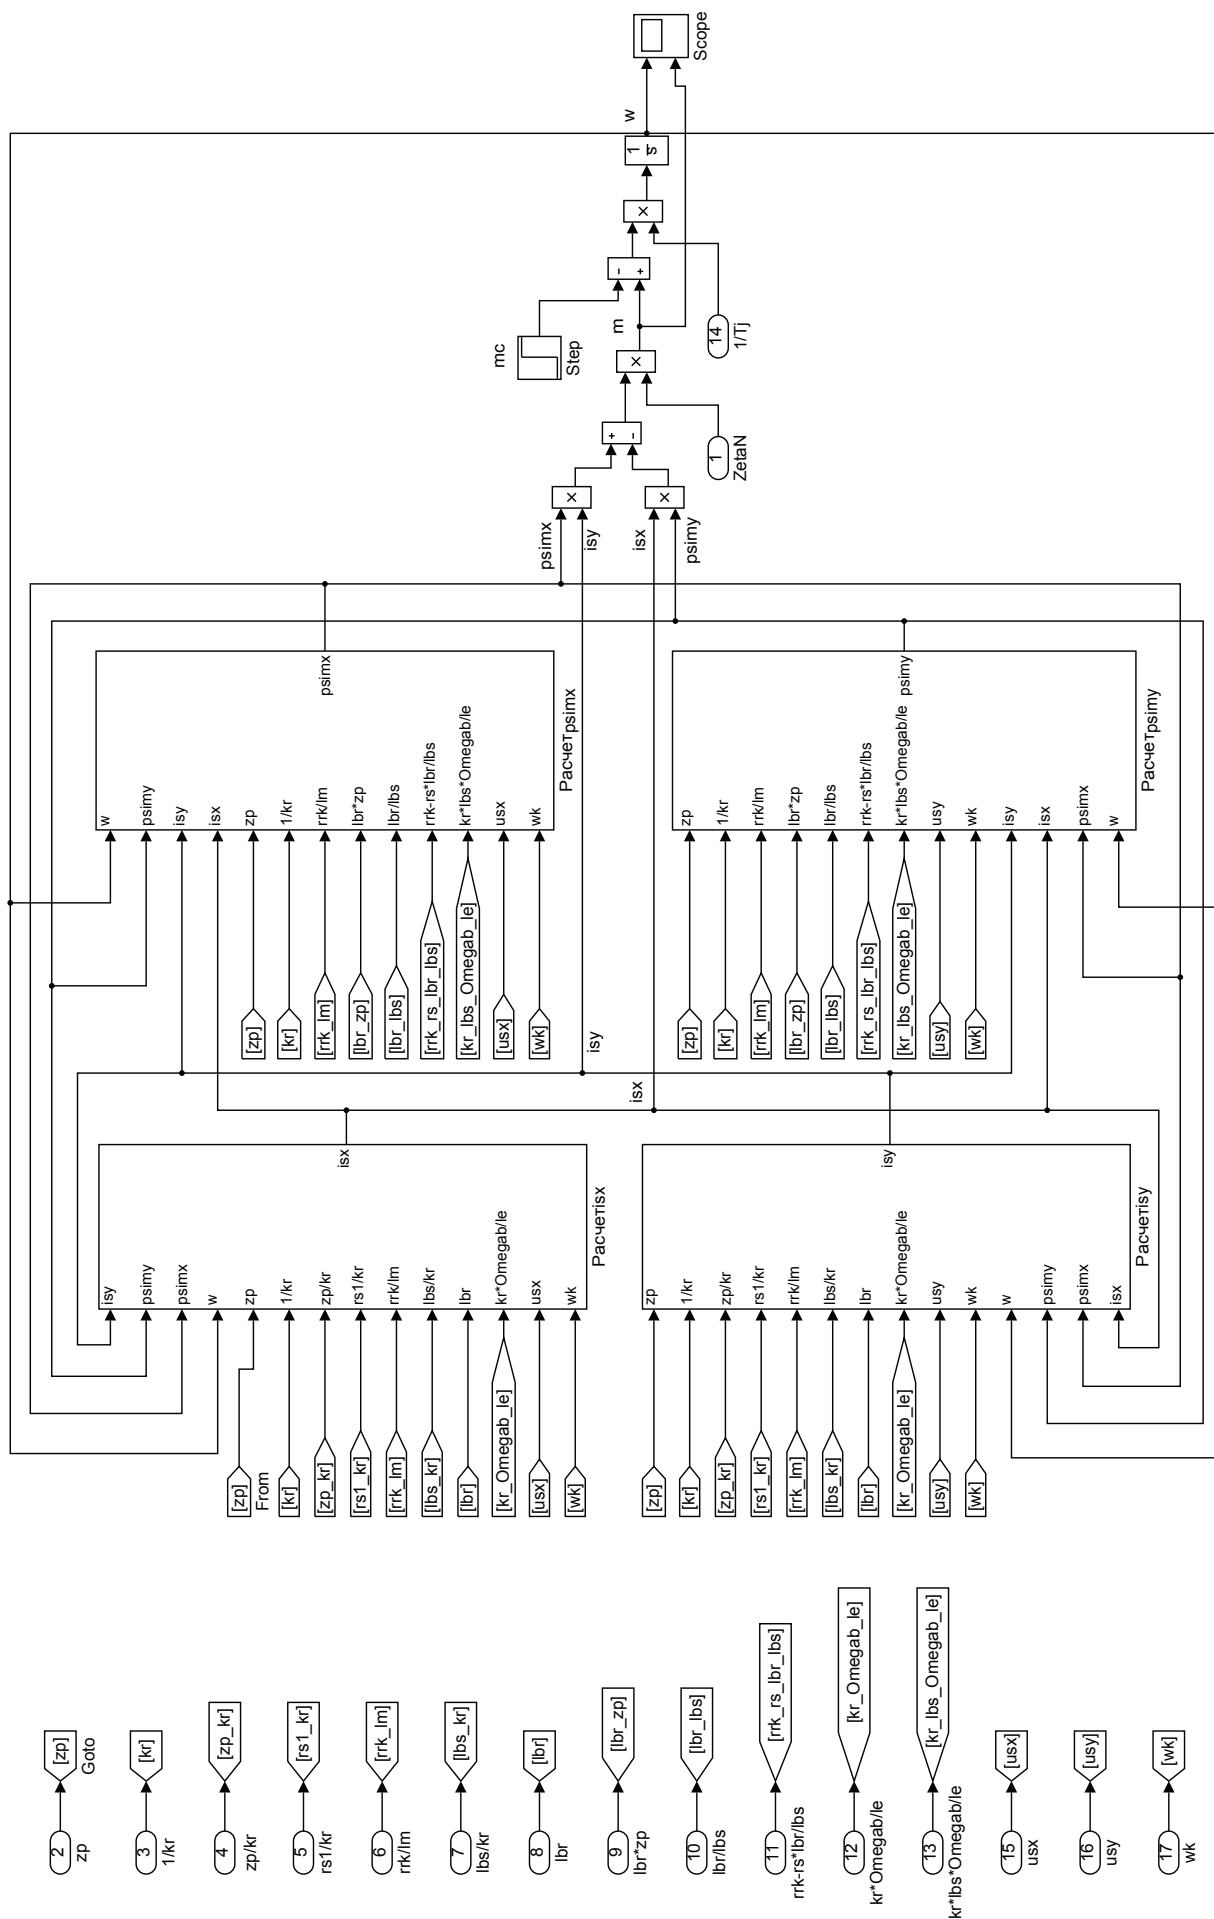 Scope
w
1
s
×
-
+
14
1/Tj
mc
Step
m
×
1
ZetaN
+
-
×
×
psimx
isy
isx
psimy
w
psimy
isy
isx
zp
1/kr
rrk/lm
lbr*zp
lbr/lbs
rrk-rs*lbr/lbs
kr*lbs*Omegab/le
usx
wk
psimx
Расчетpsimx
[zp]
[kr]
[rrk_lm]
[lbr_zp]
[lbr_lbs]
[rrk_rs_lbr_lbs]
[kr_lbs_Omegab_le]
[usx]
[wk]
zp
1/kr
rrk/lm
lbr*zp
lbr/lbs
rrk-rs*lbr/lbs
kr*lbs*Omegab/le
usy
wk
isy
isx
psimx
w
psimy
Расчетpsimy
[zp]
[kr]
[rrk_lm]
[lbr_zp]
[lbr_lbs]
[rrk_rs_lbr_lbs]
[kr_lbs_Omegab_le]
[usy]
[wk]
isy
isx
isy
psimy
psimx
w
zp
1/kr
zp/kr
rs1/kr
rrk/lm
lbs/kr
lbr
kr*Omegab/le
usx
wk
isx
Расчетisx
[zp]
From
[kr]
[zp_kr]
[rs1_kr]
[rrk_lm]
[lbs_kr]
[lbr]
[kr_Omegab_le]
[usx]
[wk]
zp
1/kr
zp/kr
rs1/kr
rrk/lm
lbs/kr
lbr
kr*Omegab/le
usy
wk
w
psimy
psimx
isx
isy
Расчетisy
[zp]
[kr]
[zp_kr]
[rs1_kr]
[rrk_lm]
[lbs_kr]
[lbr]
[kr_Omegab_le]
[usy]
[wk]
2
zp
[zp]
Goto
3
1/kr
[kr]
4
zp/kr
[zp_kr]
5
rs1/kr
[rs1_kr]
6
rrk/lm
[rrk_lm]
7
lbs/kr
[lbs_kr]
8
lbr
[lbr]
9
lbr*zp
[lbr_zp]
10
lbr/lbs
[lbr_lbs]
11
rrk-rs*lbr/lbs
[rrk_rs_lbr_lbs]
12
kr*Omegab/le
[kr_Omegab_le]
13
kr*lbs*Omegab/le
[kr_lbs_Omegab_le]
15
usx
[usx]
16
usy
[usy]
17
wk
[wk]